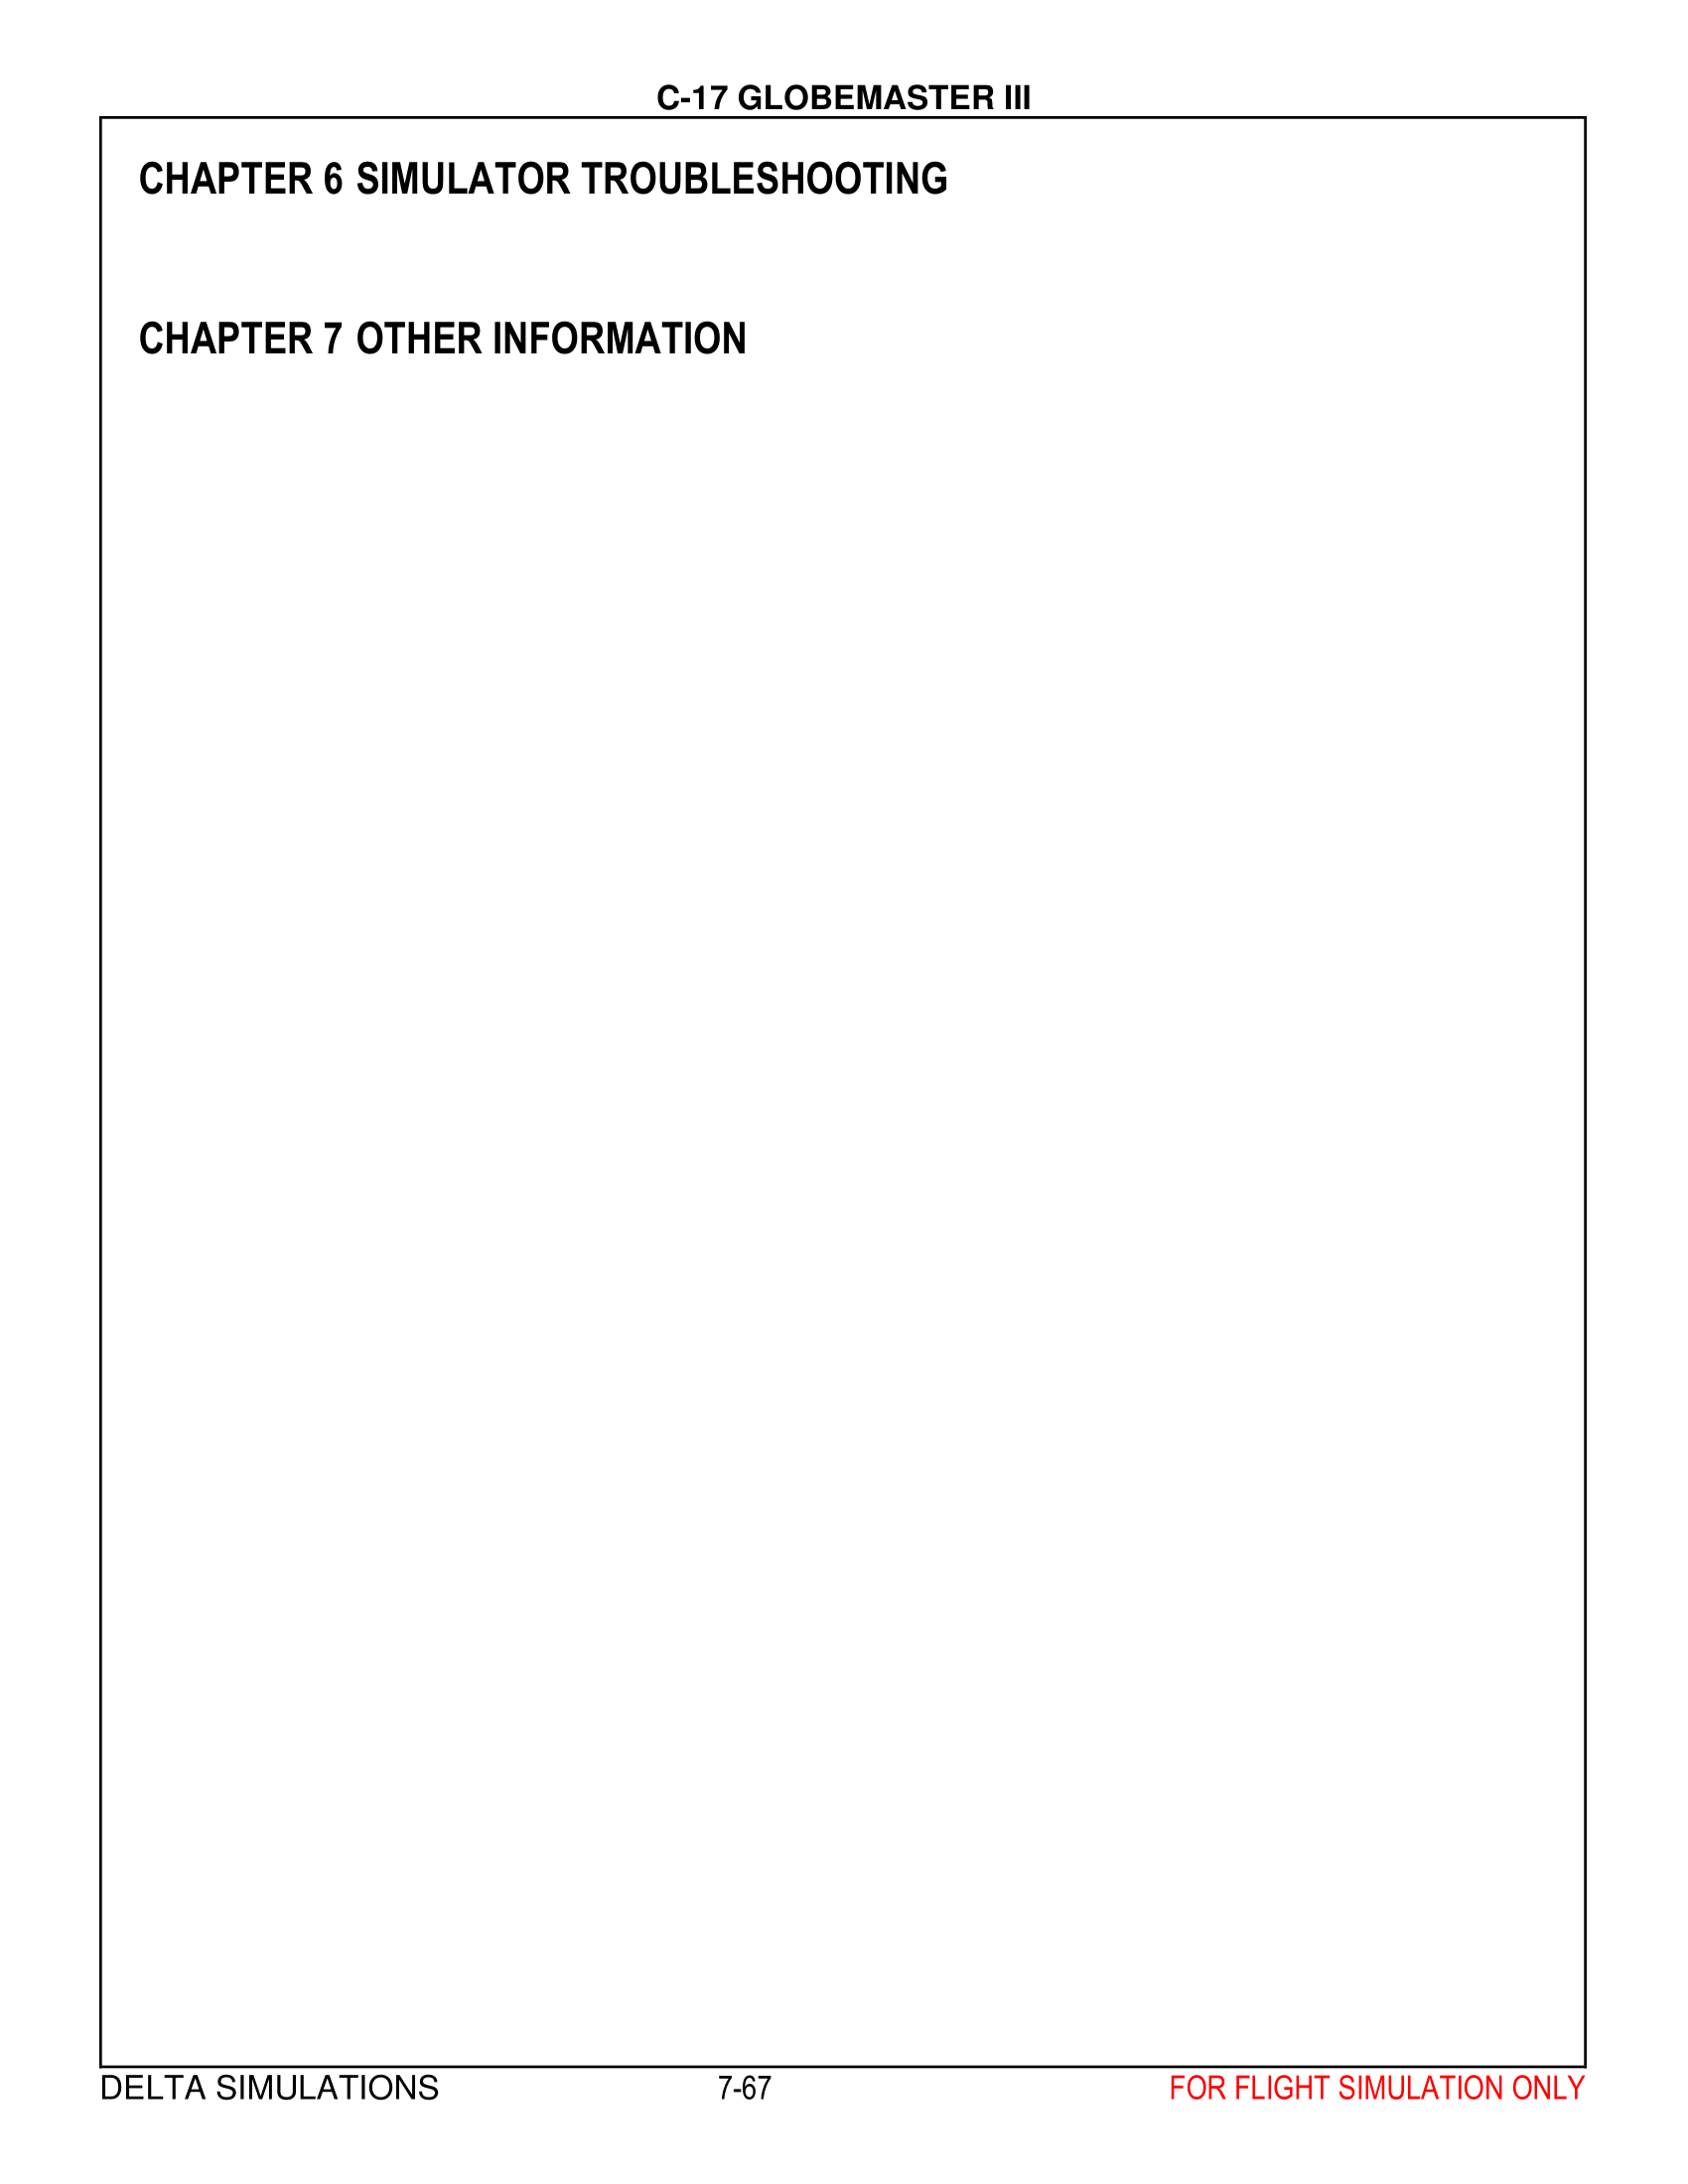 C-17 GLOBEMASTER III
CHAPTER 6 SIMULATOR TROUBLESHOOTING
CHAPTER 7 OTHER INFORMATION
DELTA SIMULATIONS 7-67 FOR FLIGHT SIMULATION ONLY